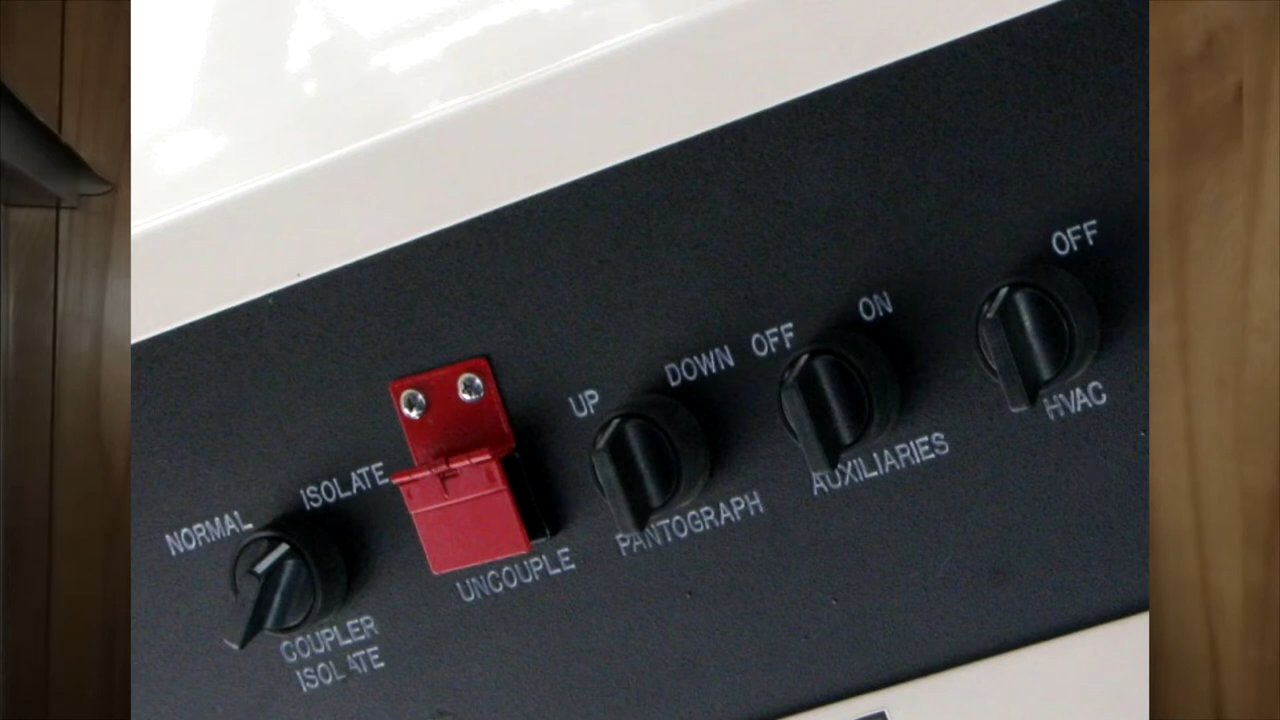 NORMAL ISOLATE
COUPLER
ISOLATE
UNCOUPLE
UP DOWN
PANTOGRAPH
OFF ON
AUXILIARIES
OFF
HVAC